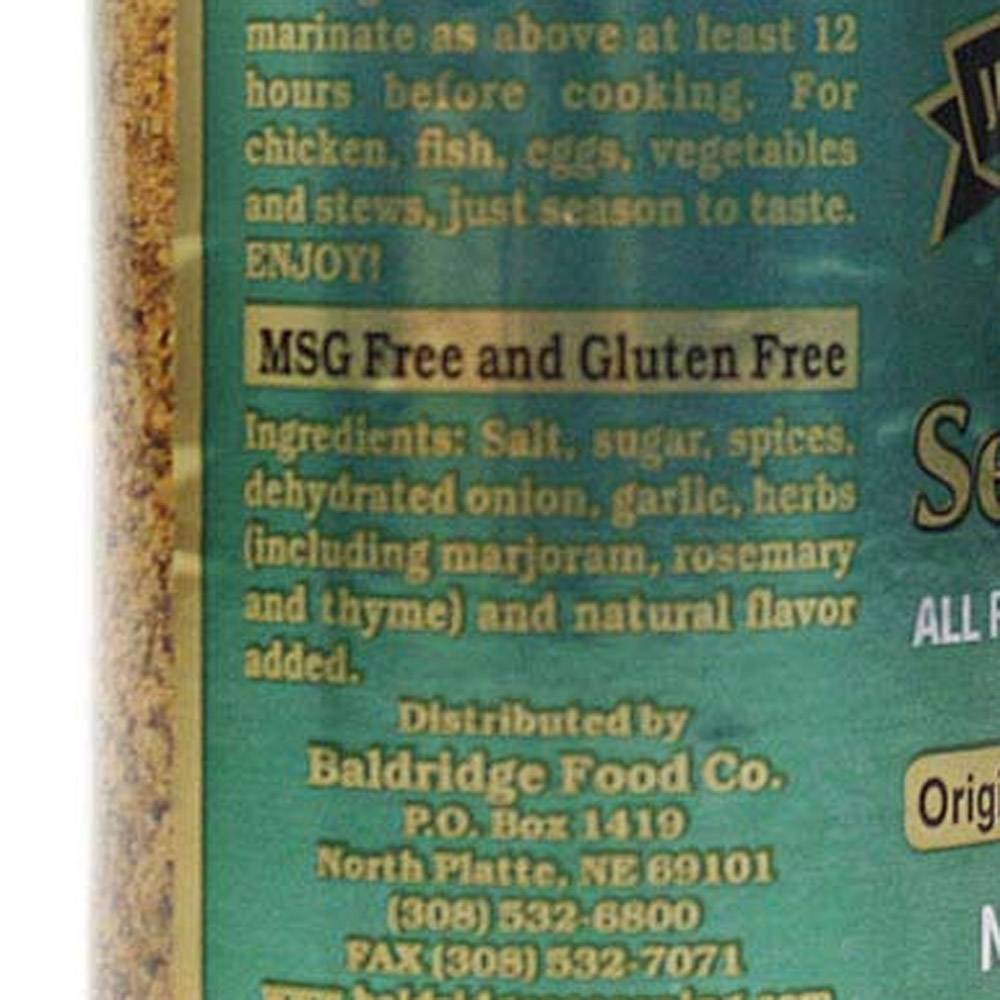 marinate as above at least 12
hours before cooking. For
chicken, fish, eggs, vegetables
and stews, just season to taste.
ENJOY!
MSG Free and Gluten Free
Ingredients: Salt, sugar, spices,
dehydrated onion, garlic, herbs
(including marjoram, rosemary
and thyme) and natural flavor
added.
Distributed by
Baldridge Food Co.
P.O. Box 1419
North Platte, NE 69101
(308) 532-6800
FAX (308) 532-7071
Se
ALL
Orig